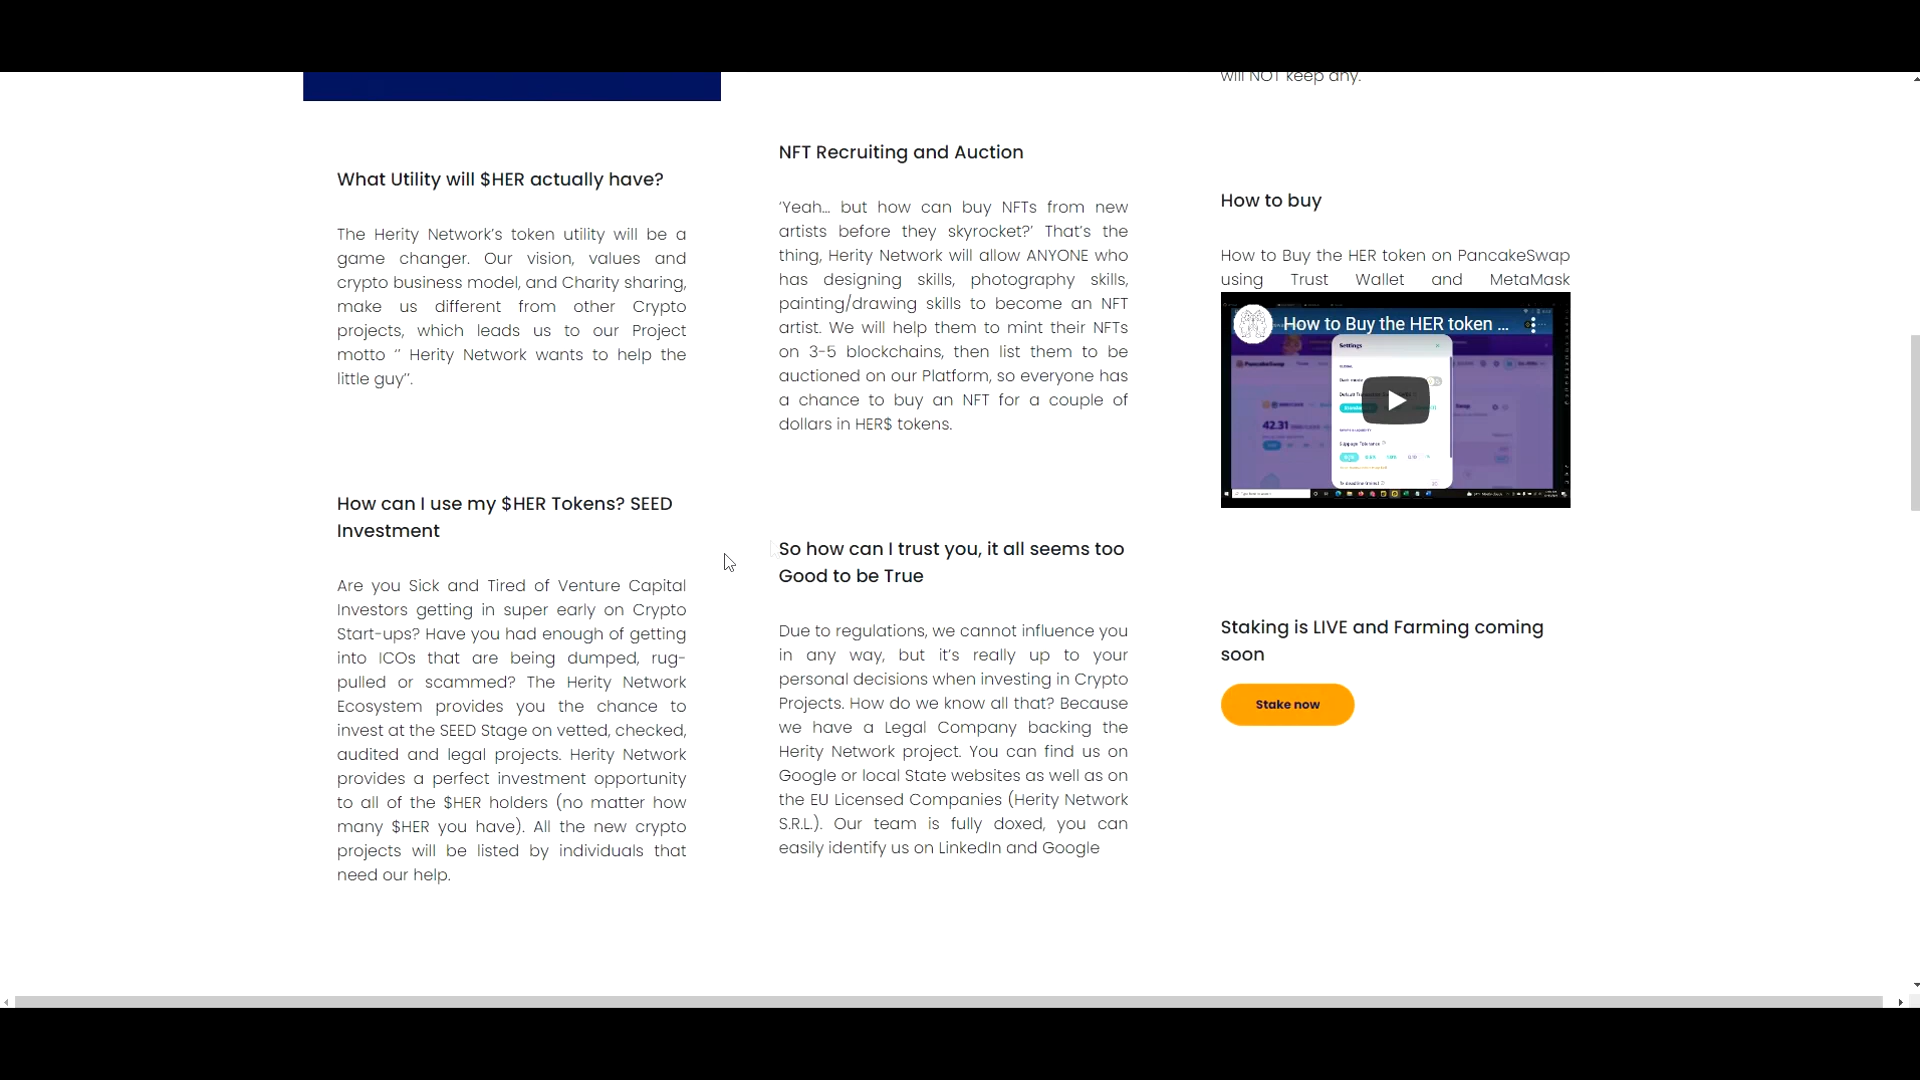 will NOT keep any.
What Utility will $HER actually have?
The Herity Network's token utility will be a
game changer. Our vision, values and
crypto business model, and Charity sharing,
make us different from other Crypto
projects, which leads us to our Project
motto ‘’ Herity Network wants to help the
little guy’’.
How can I use my $HER Tokens? SEED
Investment
Are you Sick and Tired of Venture Capital
Investors getting in super early on Crypto
Start-ups? Have you had enough of getting
into ICOs that are being dumped, rug-
pulled or scammed? The Herity Network
Ecosystem provides you the chance to
invest at the SEED Stage on vetted, checked,
audited and legal projects. Herity Network
provides a perfect investment opportunity
to all of the $HER holders (no matter how
many $HER you have). All the new crypto
projects will be listed by individuals that
need our help.
NFT Recruiting and Auction
‘Yeah… but how can buy NFTs from new
artists before they skyrocket?’ That’s the
thing, Herity Network will allow ANYONE who
has designing skills, photography skills,
painting/drawing skills to become an NFT
artist. We will help them to mint their NFTs
on 3-5 blockchains, then list them to be
auctioned on our Platform, so everyone has
a chance to buy an NFT for a couple of
dollars in HER$ tokens.
So how can I trust you, it all seems too
Good to be True
Due to regulations, we cannot influence you
in any way, but it’s really up to your
personal decisions when investing in Crypto
Projects. How do we know all that? Because
we have a Legal Company backing the
Herity Network project. You can find us on
Google or local State websites as well as on
the EU Licensed Companies (Herity Network
S.R.L.). Our team is fully doxed, you can
easily identify us on LinkedIn and Google
How to buy
How to Buy the HER token on PancakeSwap
using Trust Wallet and MetaMask
How to Buy the HER token ...
Settings
PancakeSwap
42.31
Staking is LIVE and Farming coming
soon
Stake now